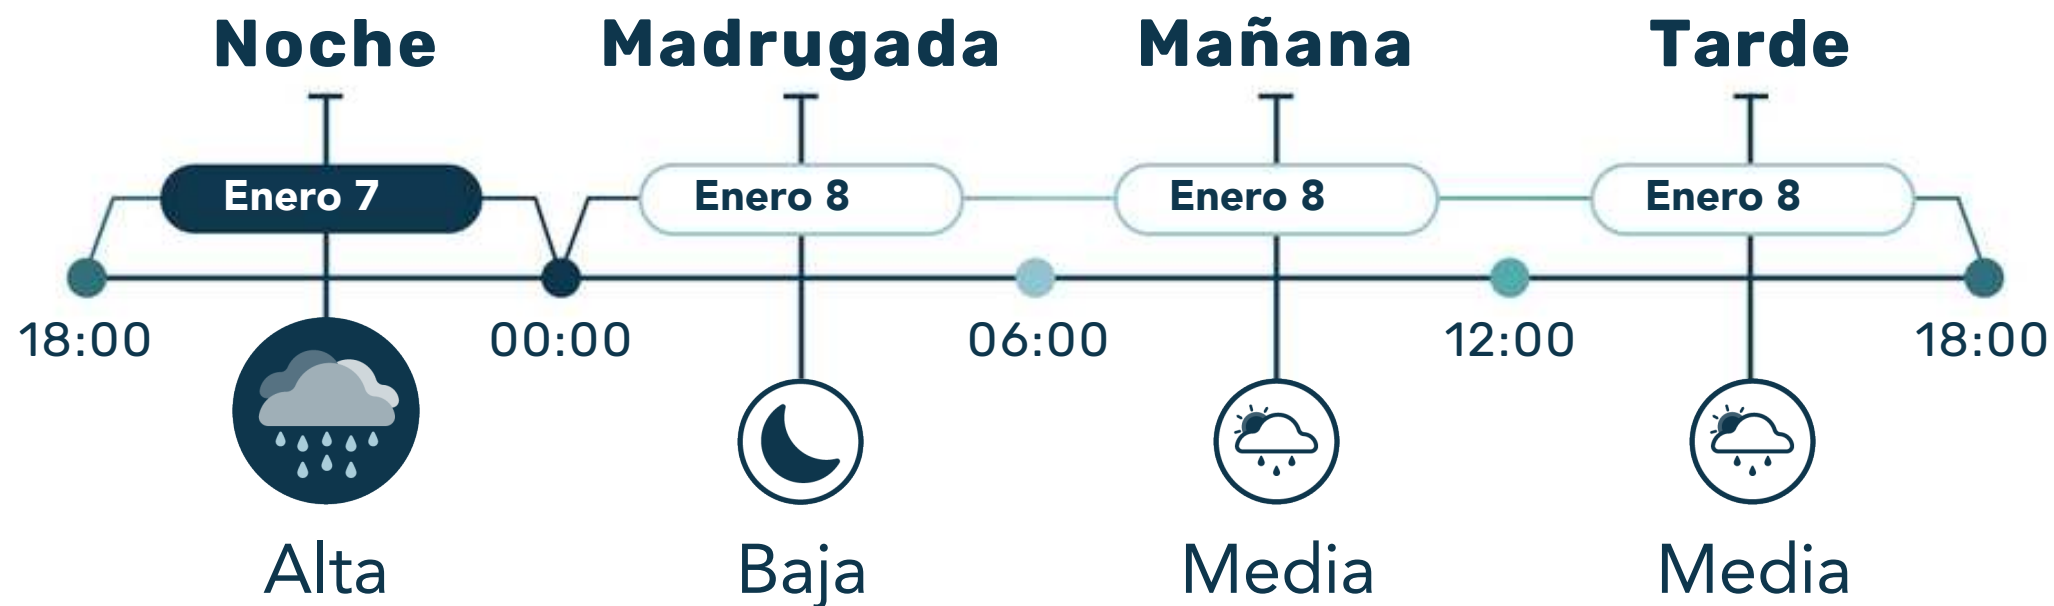 Noche Madrugada Mañana Tarde
Enero 7 Enero 8 Enero 8 Enero 8
18:00 00:00 06:00 12:00 18:00
Alta Baja Media Media